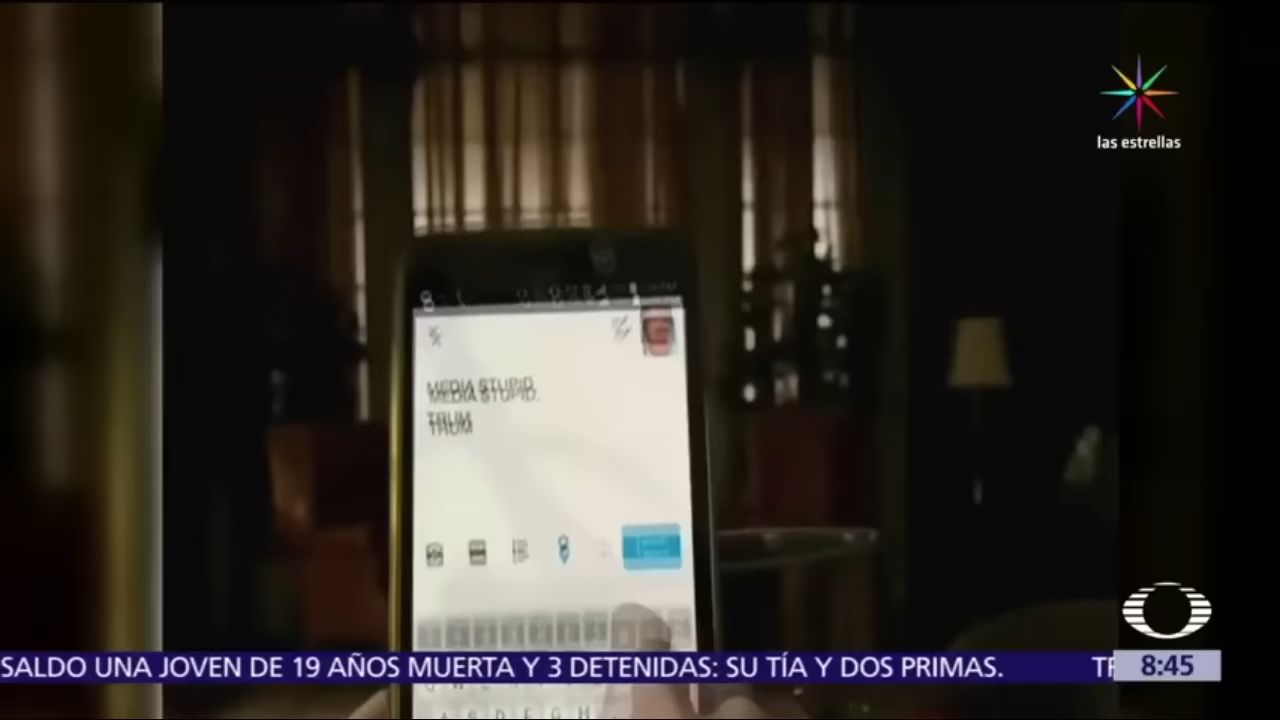 las estrellas
MEDIA STUPID.
TRUM
SALDO UNA JOVEN DE 19 AÑOS MUERTA Y 3 DETENIDAS: SU TÍA Y DOS PRIMAS.
8:45